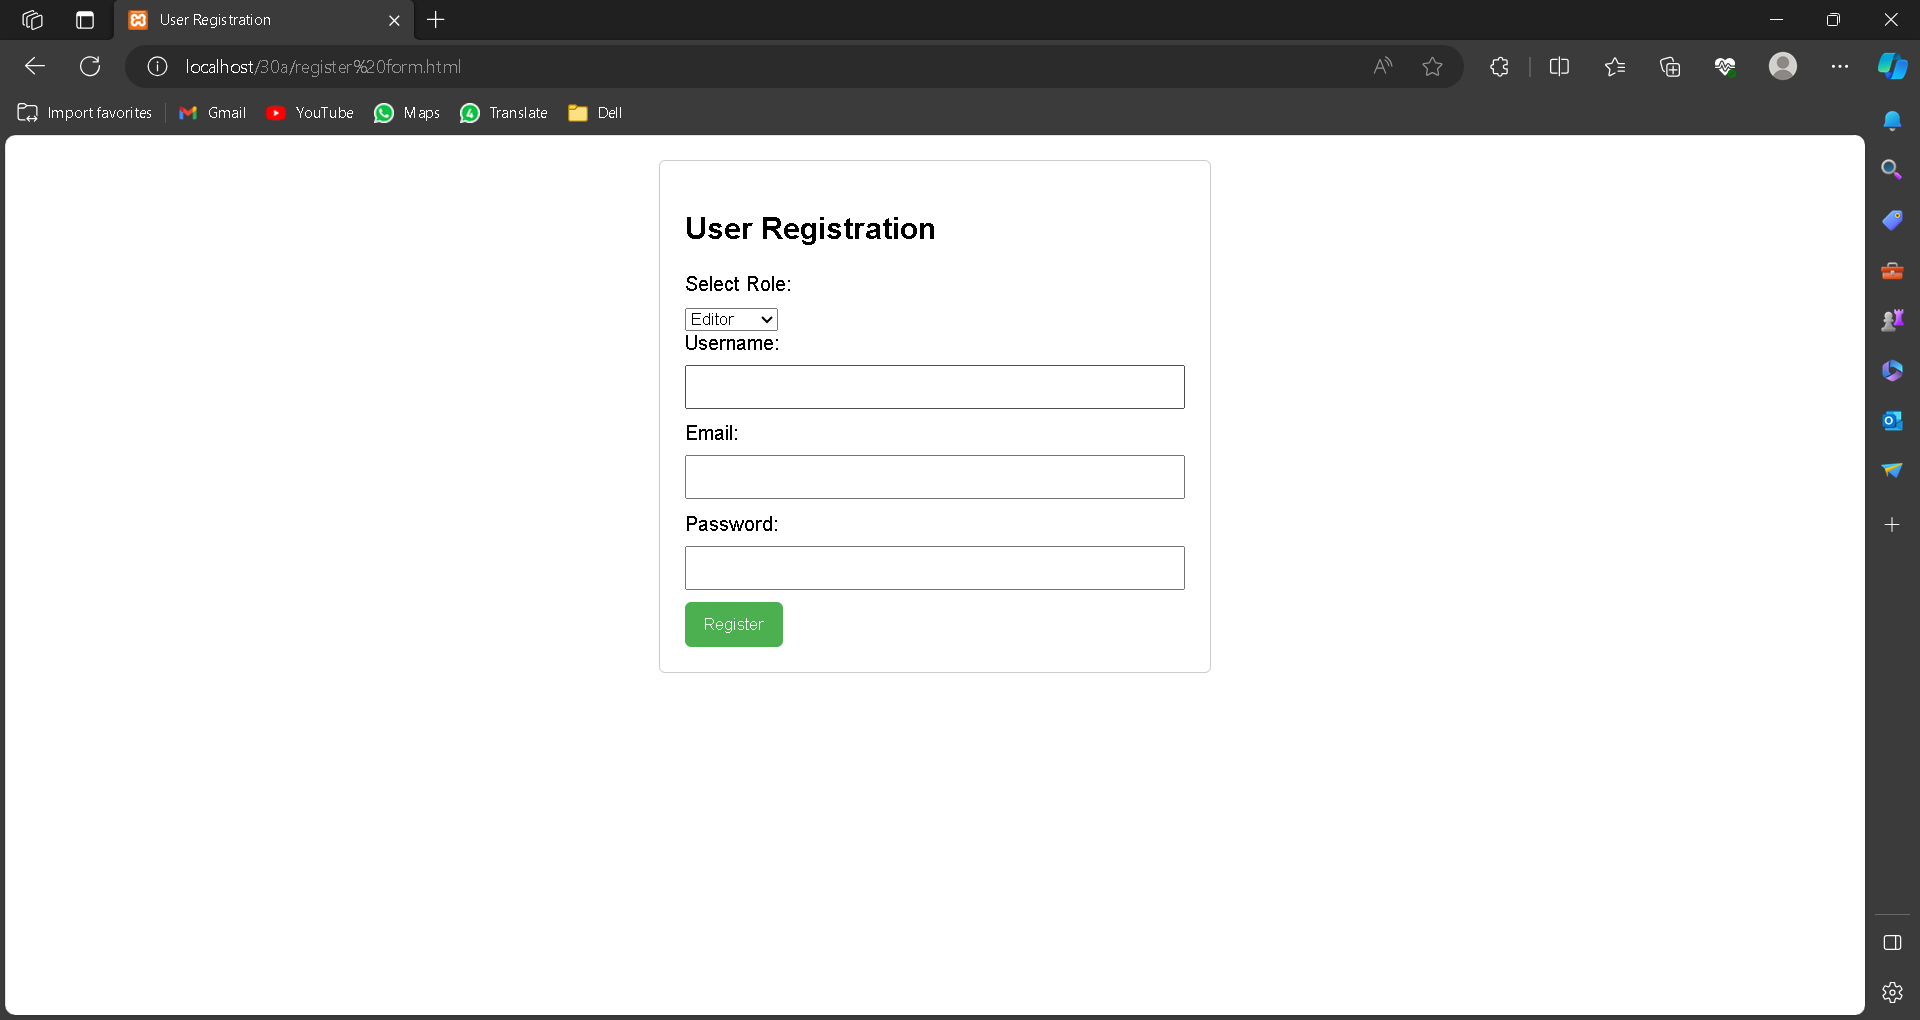 User Registration
localhost/30a/register%20form.html
Import favorites
Gmail
YouTube
Maps
Translate
Dell
User Registration
Select Role:
Editor
Username:
Email:
Password:
Register